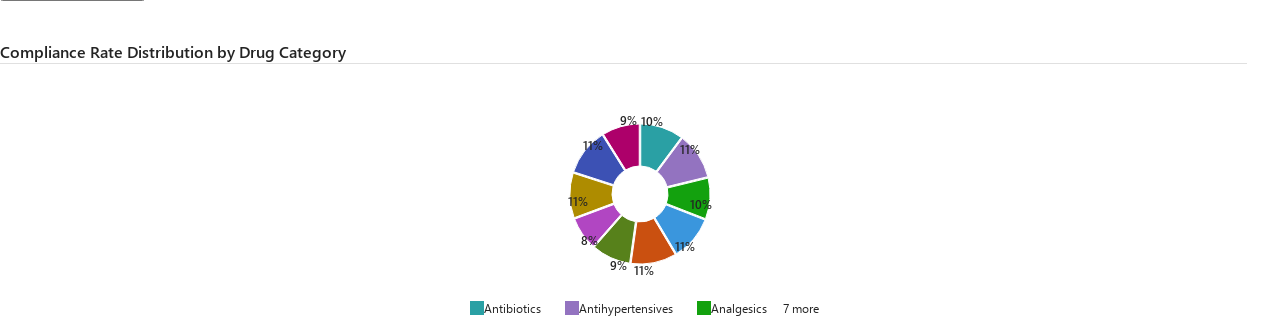 Compliance Rate Distribution by Drug Category
9% 10%
11% 11%
11% 10%
8% 11%
9% 11%
Antibiotics Antihypertensives Analgesics 7 more